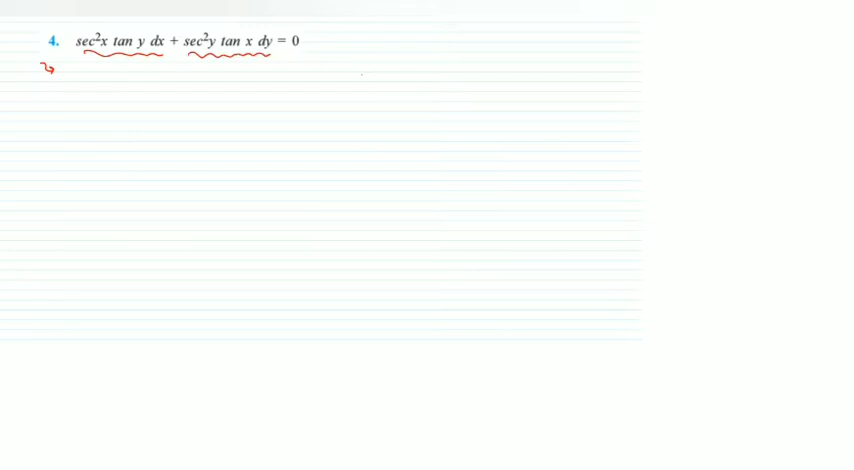 4. sec²x tan y dx + sec²y tan x dy = 0